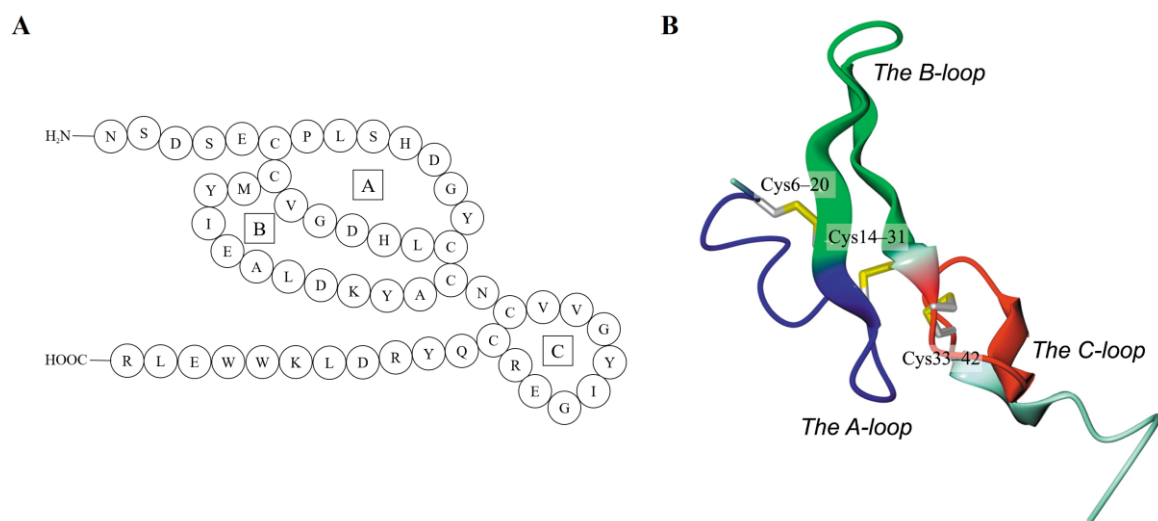 A
H₂N N S D S E C P L S H D G Y
Y M C A
I B V G D H L C
E A L D K Y A C N C V V G
HOOC R L E W W K L D R Y Q C C Y
R E G I
B
The B-loop
Cys6–20
Cys14–31
The C-loop
Cys33–42
The A-loop